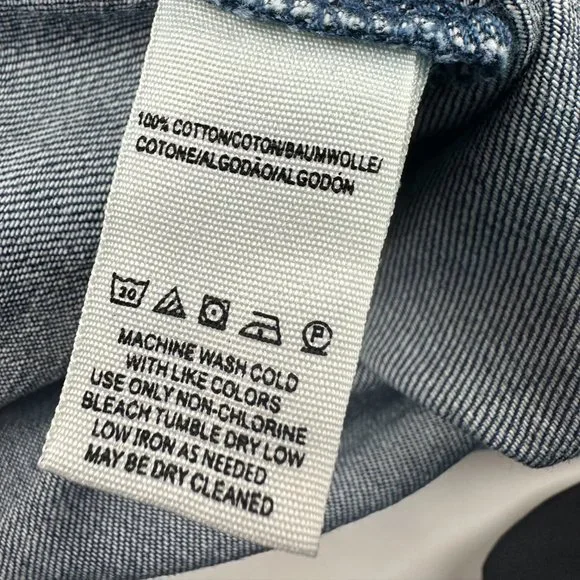 100% COTTON/COTON/BAUMWOLLE/
COTONE/ALGODÃO/ALGODÓN
30
P
MACHINE WASH COLD
WITH LIKE COLORS
USE ONLY NON-CHLORINE
BLEACH TUMBLE DRY LOW
LOW IRON AS NEEDED
MAY BE DRY CLEANED